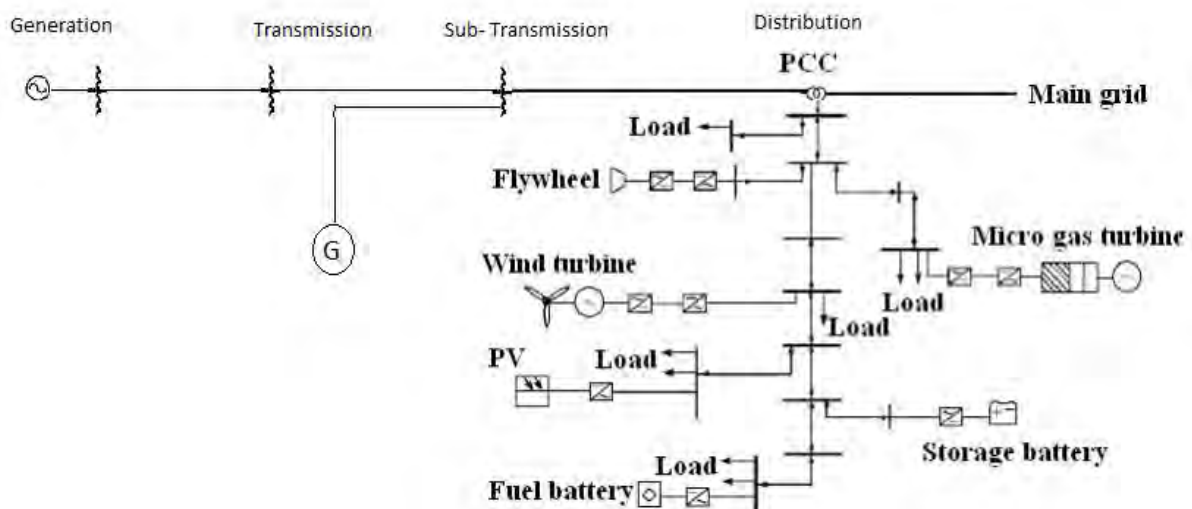 Generation
Transmission
Sub- Transmission
Distribution
PCC
Main grid
Load
Flywheel
G
Micro gas turbine
Wind turbine
Load
Load
PV
Load
Storage battery
Load
Fuel battery